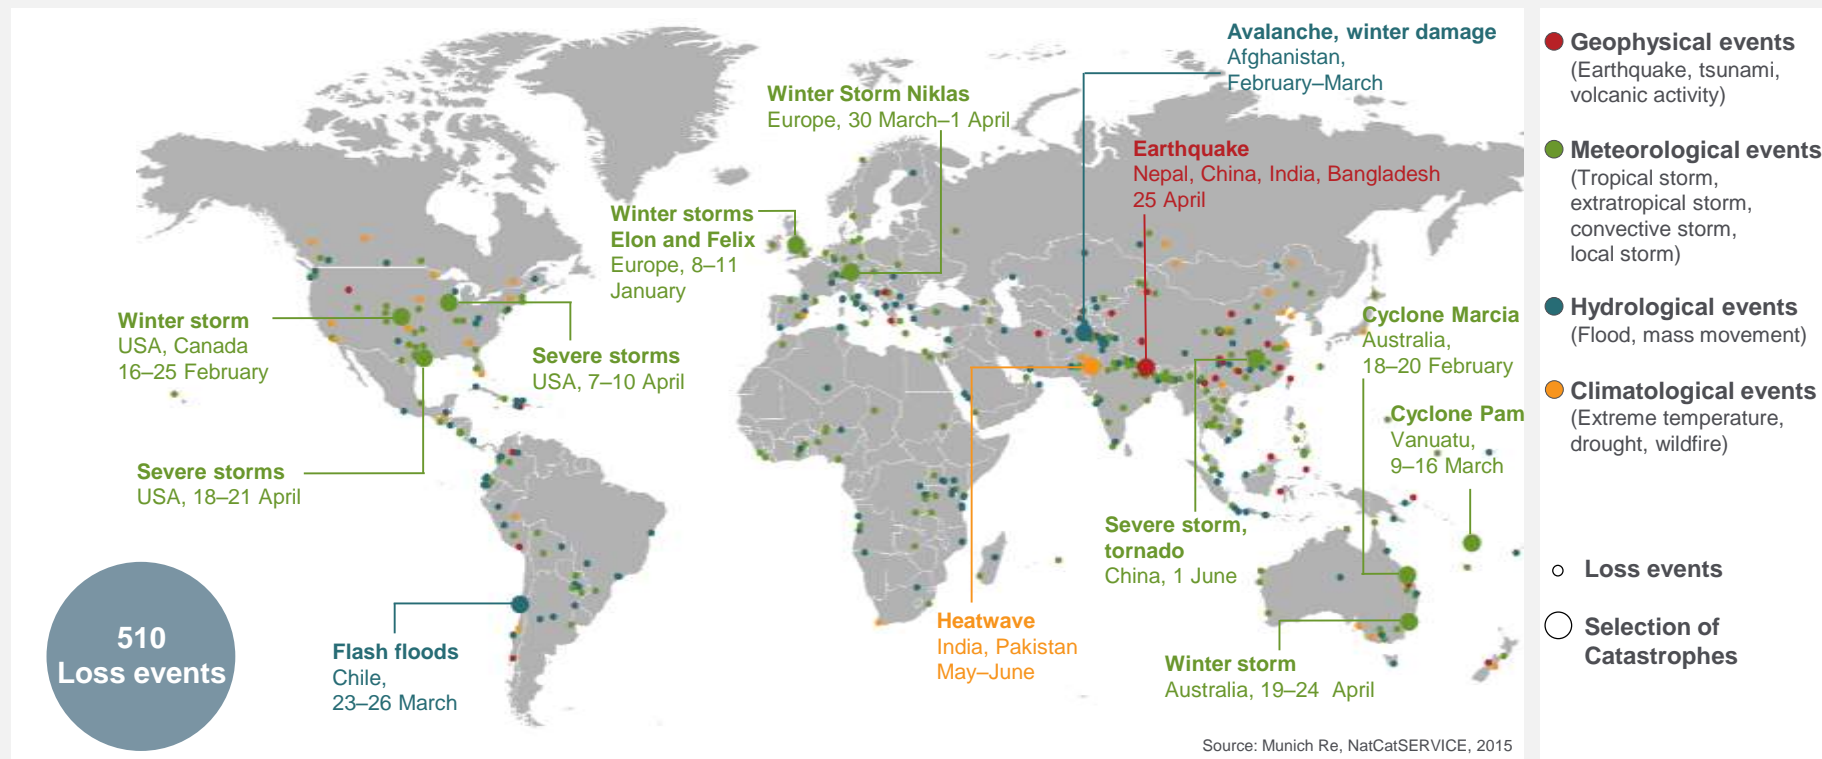 Avalanche, winter damage
Afghanistan,
February–March
Winter Storm Niklas
Europe, 30 March–1 April
Earthquake
Nepal, China, India, Bangladesh
25 April
Winter storms
Elon and Felix
Europe, 8–11
January
Winter storm
USA, Canada
16–25 February
Severe storms
USA, 7–10 April
Cyclone Marcia
Australia,
18–20 February
Cyclone Pam
Vanuatu,
9–16 March
Severe storms
USA, 18–21 April
Severe storm,
tornado
China, 1 June
Flash floods
Chile,
23–26 March
Heatwave
India, Pakistan
May–June
Winter storm
Australia, 19–24 April
510
Loss events
Source: Munich Re, NatCatSERVICE, 2015
Geophysical events
(Earthquake, tsunami,
volcanic activity)
Meteorological events
(Tropical storm,
extratropical storm,
convective storm,
local storm)
Hydrological events
(Flood, mass movement)
Climatological events
(Extreme temperature,
drought, wildfire)
Loss events
Selection of
Catastrophes